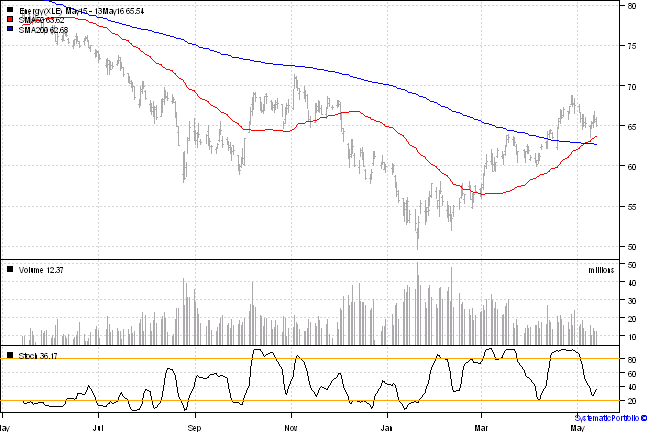 Energy(XLE) May15 - 13May16 65.54
SMA50 63.62
SMA200 62.68
80
75
70
65
60
55
50
Volume 12.37
millions
50
40
30
20
10
Stoch 36.17
80
60
40
20
May
Jul
Sep
Nov
Jan
Mar
May
SystematicPortfolio ©